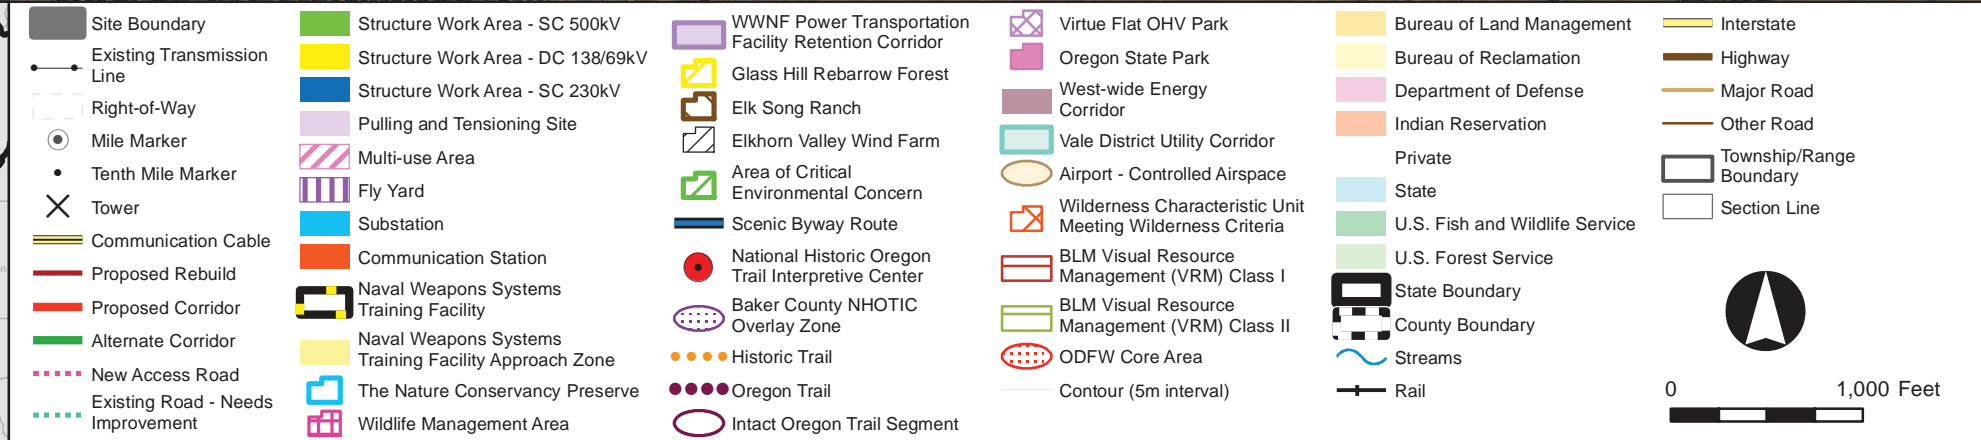 Site Boundary
Existing Transmission
Line
Right-of-Way
Mile Marker
Tenth Mile Marker
Tower
Communication Cable
Proposed Rebuild
Proposed Corridor
Alternate Corridor
New Access Road
Existing Road - Needs
Improvement
Structure Work Area - SC 500kV
Structure Work Area - DC 138/69kV
Structure Work Area - SC 230kV
Pulling and Tensioning Site
Multi-use Area
Fly Yard
Substation
Communication Station
Naval Weapons Systems
Training Facility
Naval Weapons Systems
Training Facility Approach Zone
The Nature Conservancy Preserve
Wildlife Management Area
WWNF Power Transportation
Facility Retention Corridor
Glass Hill Rebarrow Forest
Elk Song Ranch
Elkhorn Valley Wind Farm
Area of Critical
Environmental Concern
Scenic Byway Route
National Historic Oregon
Trail Interpretive Center
Baker County NHOTIC
Overlay Zone
Historic Trail
Oregon Trail
Intact Oregon Trail Segment
Virtue Flat OHV Park
Oregon State Park
West-wide Energy
Corridor
Vale District Utility Corridor
Airport - Controlled Airspace
Wilderness Characteristic Unit
Meeting Wilderness Criteria
BLM Visual Resource
Management (VRM) Class I
BLM Visual Resource
Management (VRM) Class II
ODFW Core Area
Contour (5m interval)
Bureau of Land Management
Bureau of Reclamation
Department of Defense
Indian Reservation
Private
State
U.S. Fish and Wildlife Service
U.S. Forest Service
State Boundary
County Boundary
Streams
Rail
Interstate
Highway
Major Road
Other Road
Township/Range
Boundary
Section Line
0 1,000 Feet